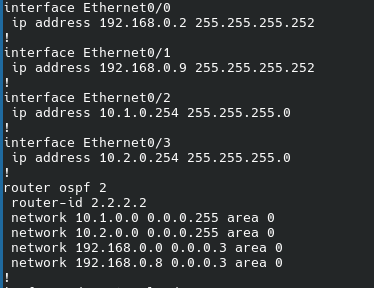 interface Ethernet0/0
 ip address 192.168.0.2 255.255.255.252
!
interface Ethernet0/1
 ip address 192.168.0.9 255.255.255.252
!
interface Ethernet0/2
 ip address 10.1.0.254 255.255.255.0
!
interface Ethernet0/3
 ip address 10.2.0.254 255.255.255.0
!
router ospf 2
 router-id 2.2.2.2
 network 10.1.0.0 0.0.0.255 area 0
 network 10.2.0.0 0.0.0.255 area 0
 network 192.168.0.0 0.0.0.3 area 0
 network 192.168.0.8 0.0.0.3 area 0
!